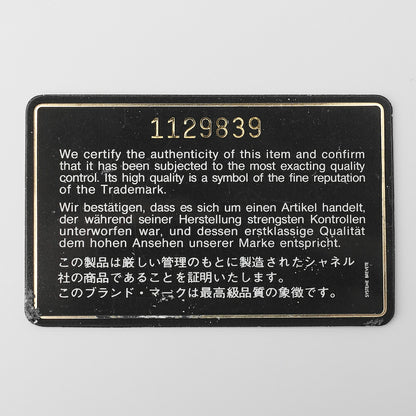 1129839
We certify the authenticity of this item and confirm
that it has been subjected to the most exacting quality
control. Its high quality is a symbol of the fine reputation
of the Trademark.
Wir bestätigen, dass es sich um einen Artikel handelt,
der während seiner Herstellung strengsten Kontrollen
unterworfen war, und dessen erstklassige Qualität
dem hohen Ansehen unserer Marke entspricht.
この製品は厳しい管理のもとに製造されたシャネル
社の商品であることを証明いたします。
このブランド・マークは最高級品質の象徴です。
SYSTEME BREVETE